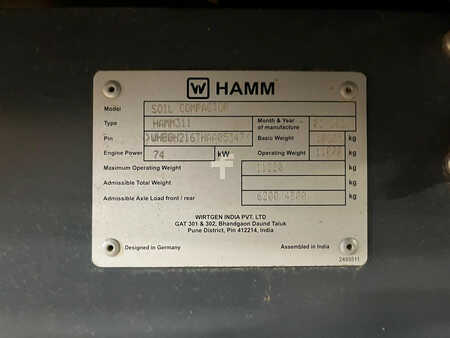 W HAMM
Model SOIL COMPACTOR
Type HAMM311 Month & Year of manufacture
Pin Basic Weight kg
Engine Power 74 kW Operating Weight kg
Maximum Operating Weight kg
Admissible Total Weight kg
Admissible Axle Load front / rear 6200/4800 kg
WIRTGEN INDIA PVT. LTD
GAT 301 & 302, Bhandgaon Daund Taluk
Pune District, Pin 412214, India
Designed in Germany Assembled in India